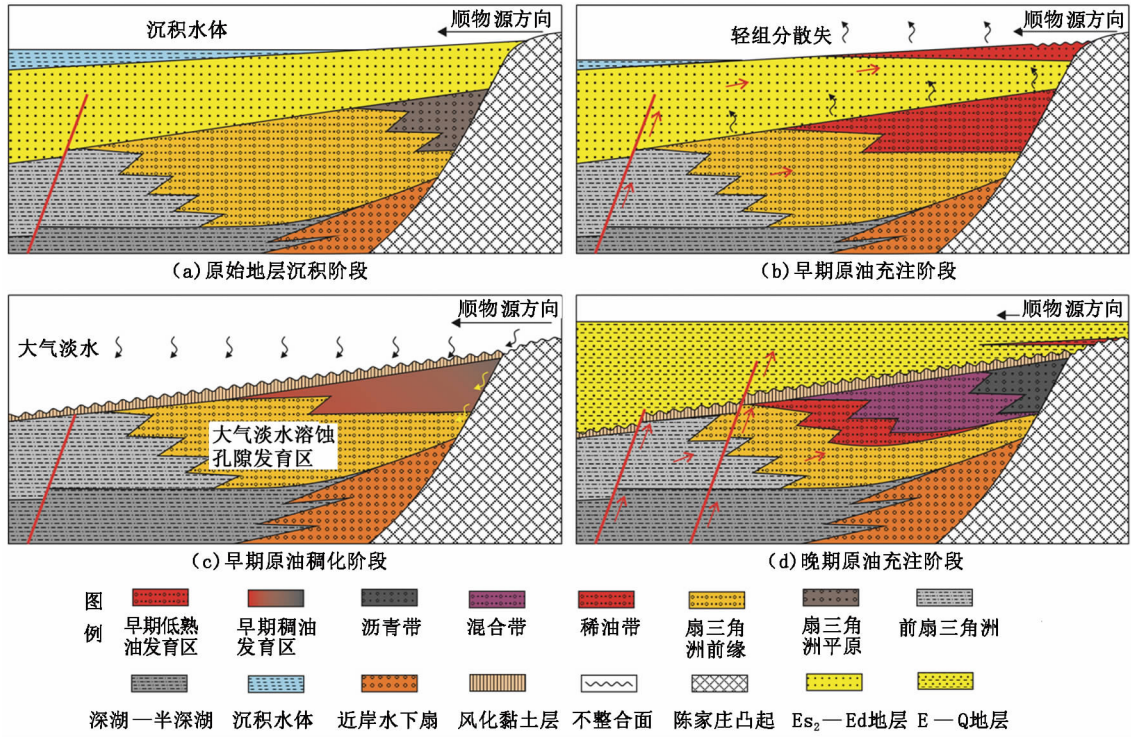 沉积水体
顺物源方向
(a)原始地层沉积阶段
轻组分散失
顺物源方向
(b)早期原油充注阶段
大气淡水
顺物源方向
大气淡水溶蚀
孔隙发育区
(c)早期原油稠化阶段
顺物源方向
(d)晚期原油充注阶段
图
例
早期低熟
油发育区
早期稠油
发育区
沥青带
混合带
稀油带
扇三角
洲前缘
扇三角
洲平原
前扇三角洲
深湖—半深湖
沉积水体
近岸水下扇
风化黏土层
不整合面
陈家庄凸起
Es₂—Ed地层
E—Q地层